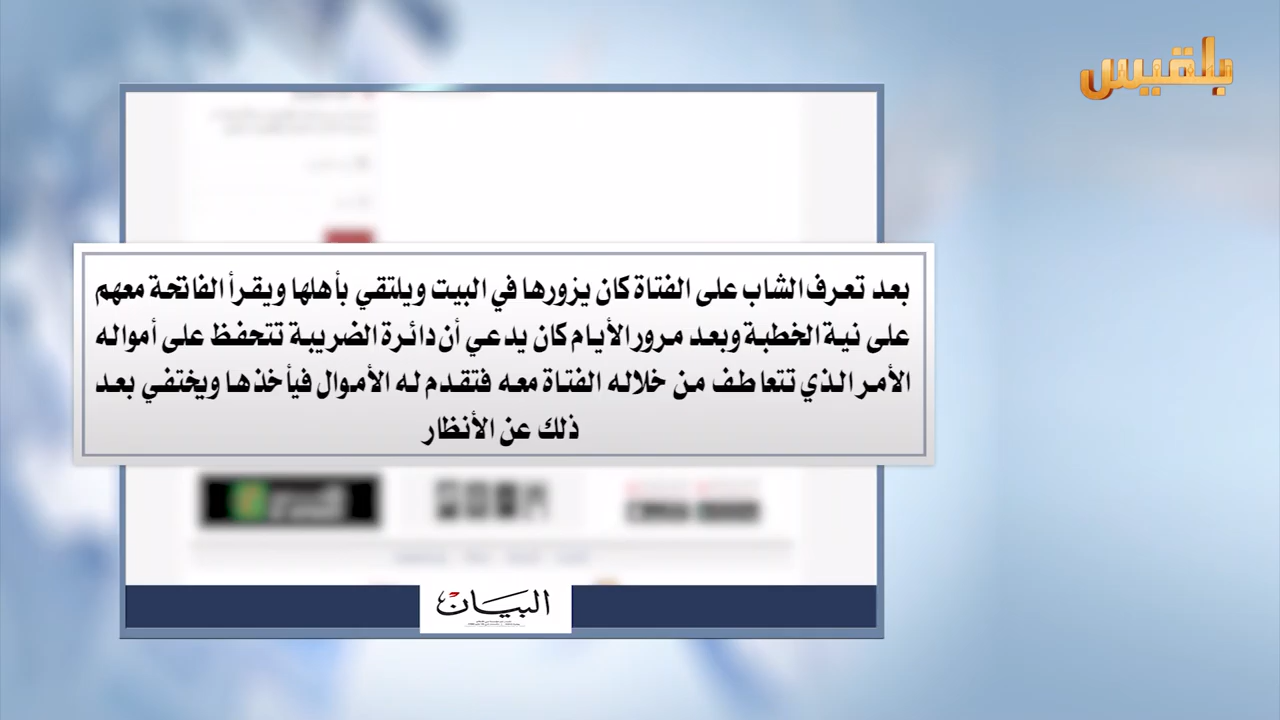 بلقيس
بعد تعرف الشاب على الفتاة كان يزورها في البيت ويلتقي بأهلها ويقرأ الفاتحة معهم
على نية الخطبة وبعد مرور الأيام كان يدعي أن دائرة الضريبة تتحفظ على أمواله
الأمر الذي تتعاطف من خلاله الفتاة معه فتقدم له الأموال فيأخذها ويختفي بعد
ذلك عن الأنظار
البيان